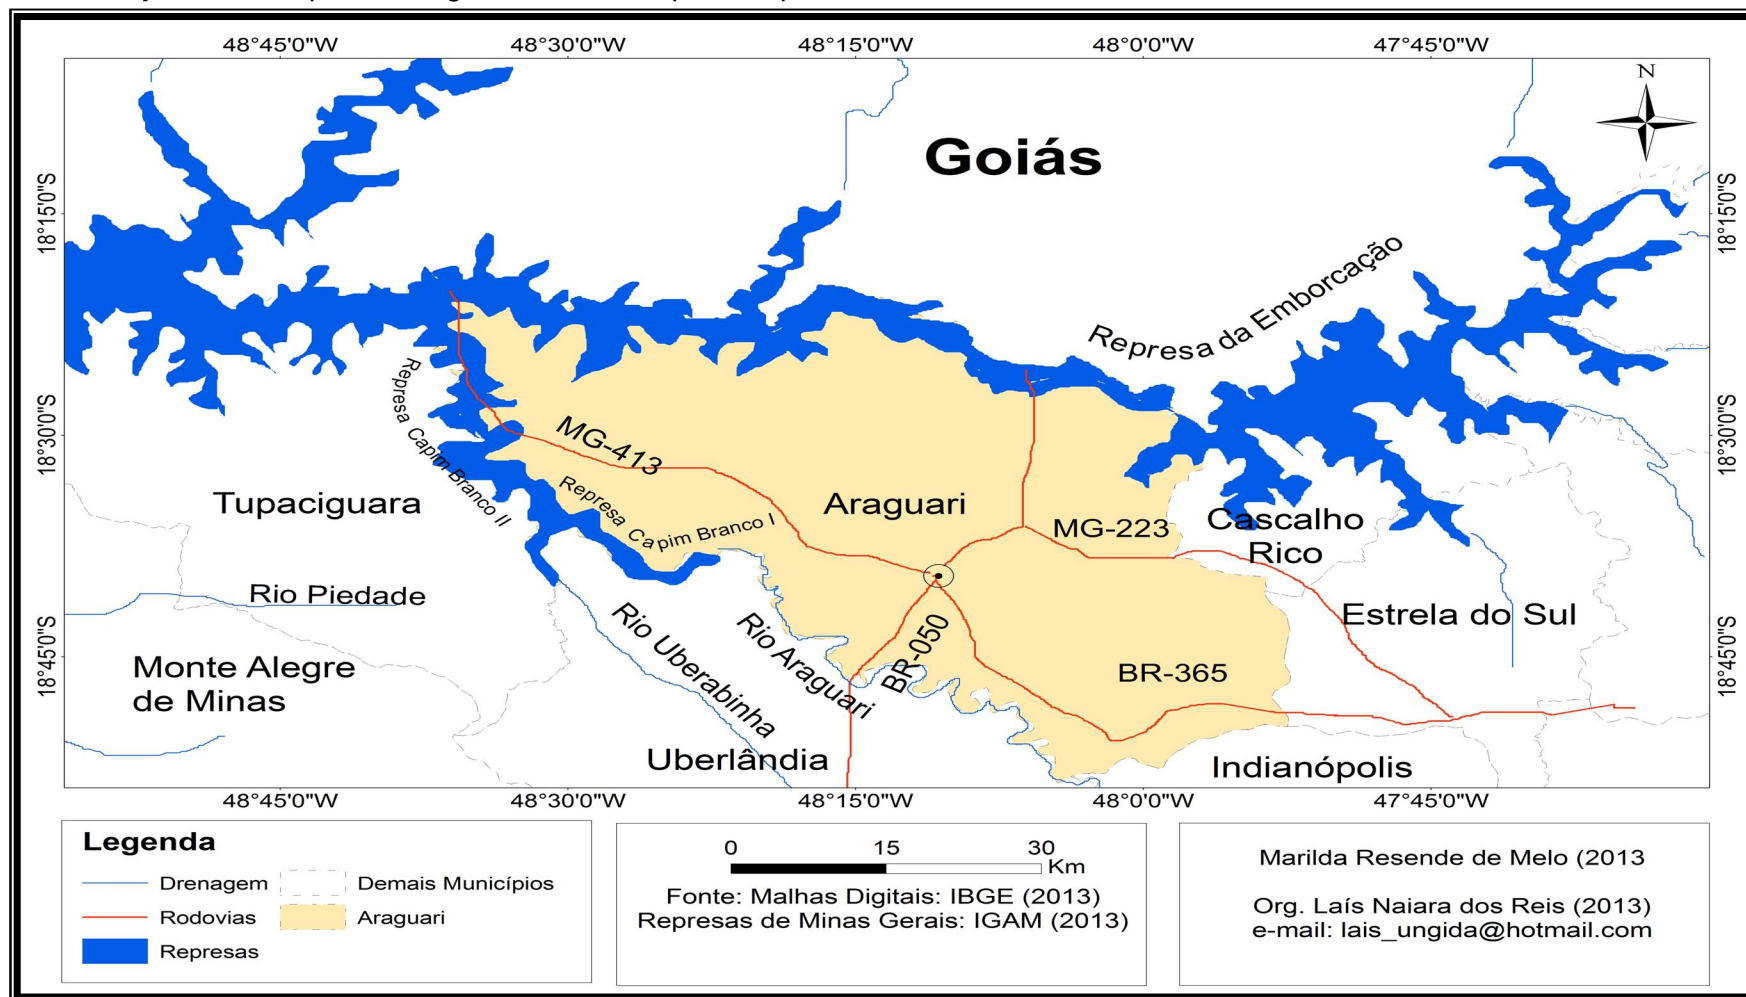 48°45'0"W
48°30'0"W
48°15'0"W
48°0'0"W
47°45'0"W
N
Goiás
18°15'0"S
18°15'0"S
Represa da Emborcação
Represa Capim Branco II
18°30'0"S
18°30'0"S
MG-413
Represa Capim Branco I
Tupaciguara
Araguari
MG-223
Cascalho
Rico
Rio Piedade
Rio Uberabinha
Rio Araguari
BR-050
Estrela do Sul
18°45'0"S
18°45'0"S
Monte Alegre
de Minas
BR-365
Uberlândia
Indianópolis
48°45'0"W
48°30'0"W
48°15'0"W
48°0'0"W
47°45'0"W
Legenda
Drenagem
Demais Municípios
Rodovias
Araguari
Represas
0 15 30
Km
Fonte: Malhas Digitais: IBGE (2013)
Represas de Minas Gerais: IGAM (2013)
Marilda Resende de Melo (2013
Org. Laís Naiara dos Reis (2013)
e-mail: lais_ungida@hotmail.com